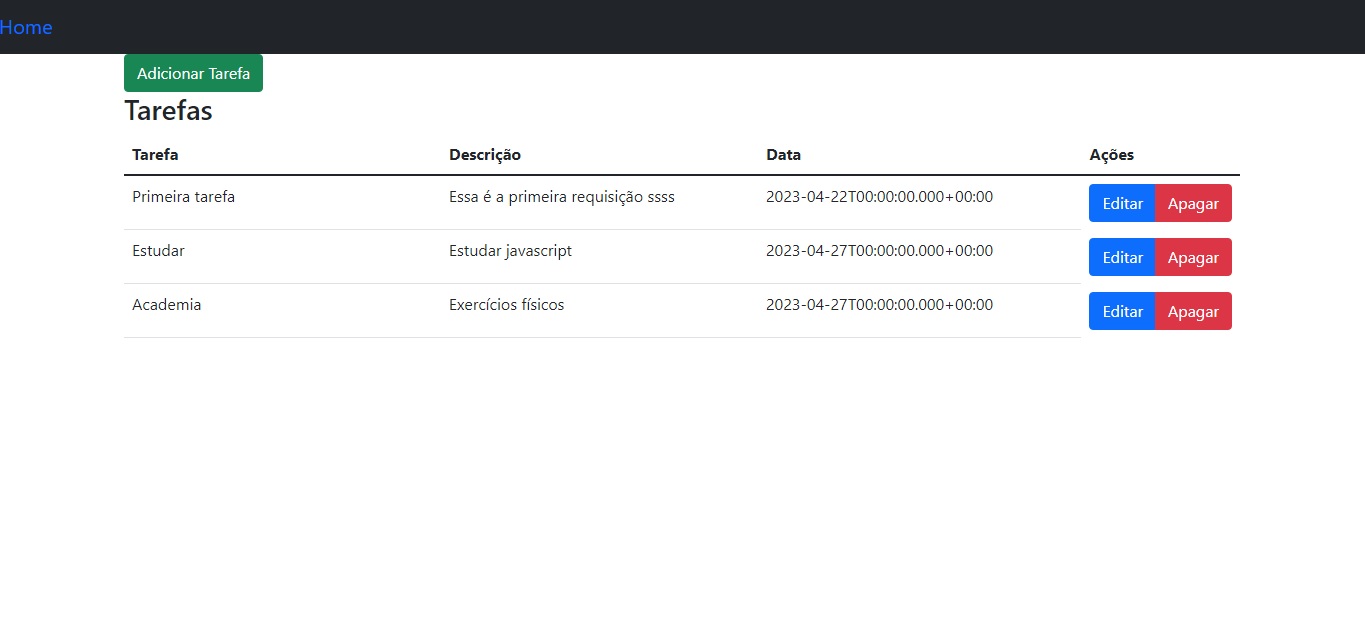 Home
Adicionar Tarefa
Tarefas
Tarefa Descrição Data Ações
Primeira tarefa Essa é a primeira requisição ssss 2023-04-22T00:00:00.000+00:00 Editar Apagar
Estudar Estudar javascript 2023-04-27T00:00:00.000+00:00 Editar Apagar
Academia Exercícios físicos 2023-04-27T00:00:00.000+00:00 Editar Apagar